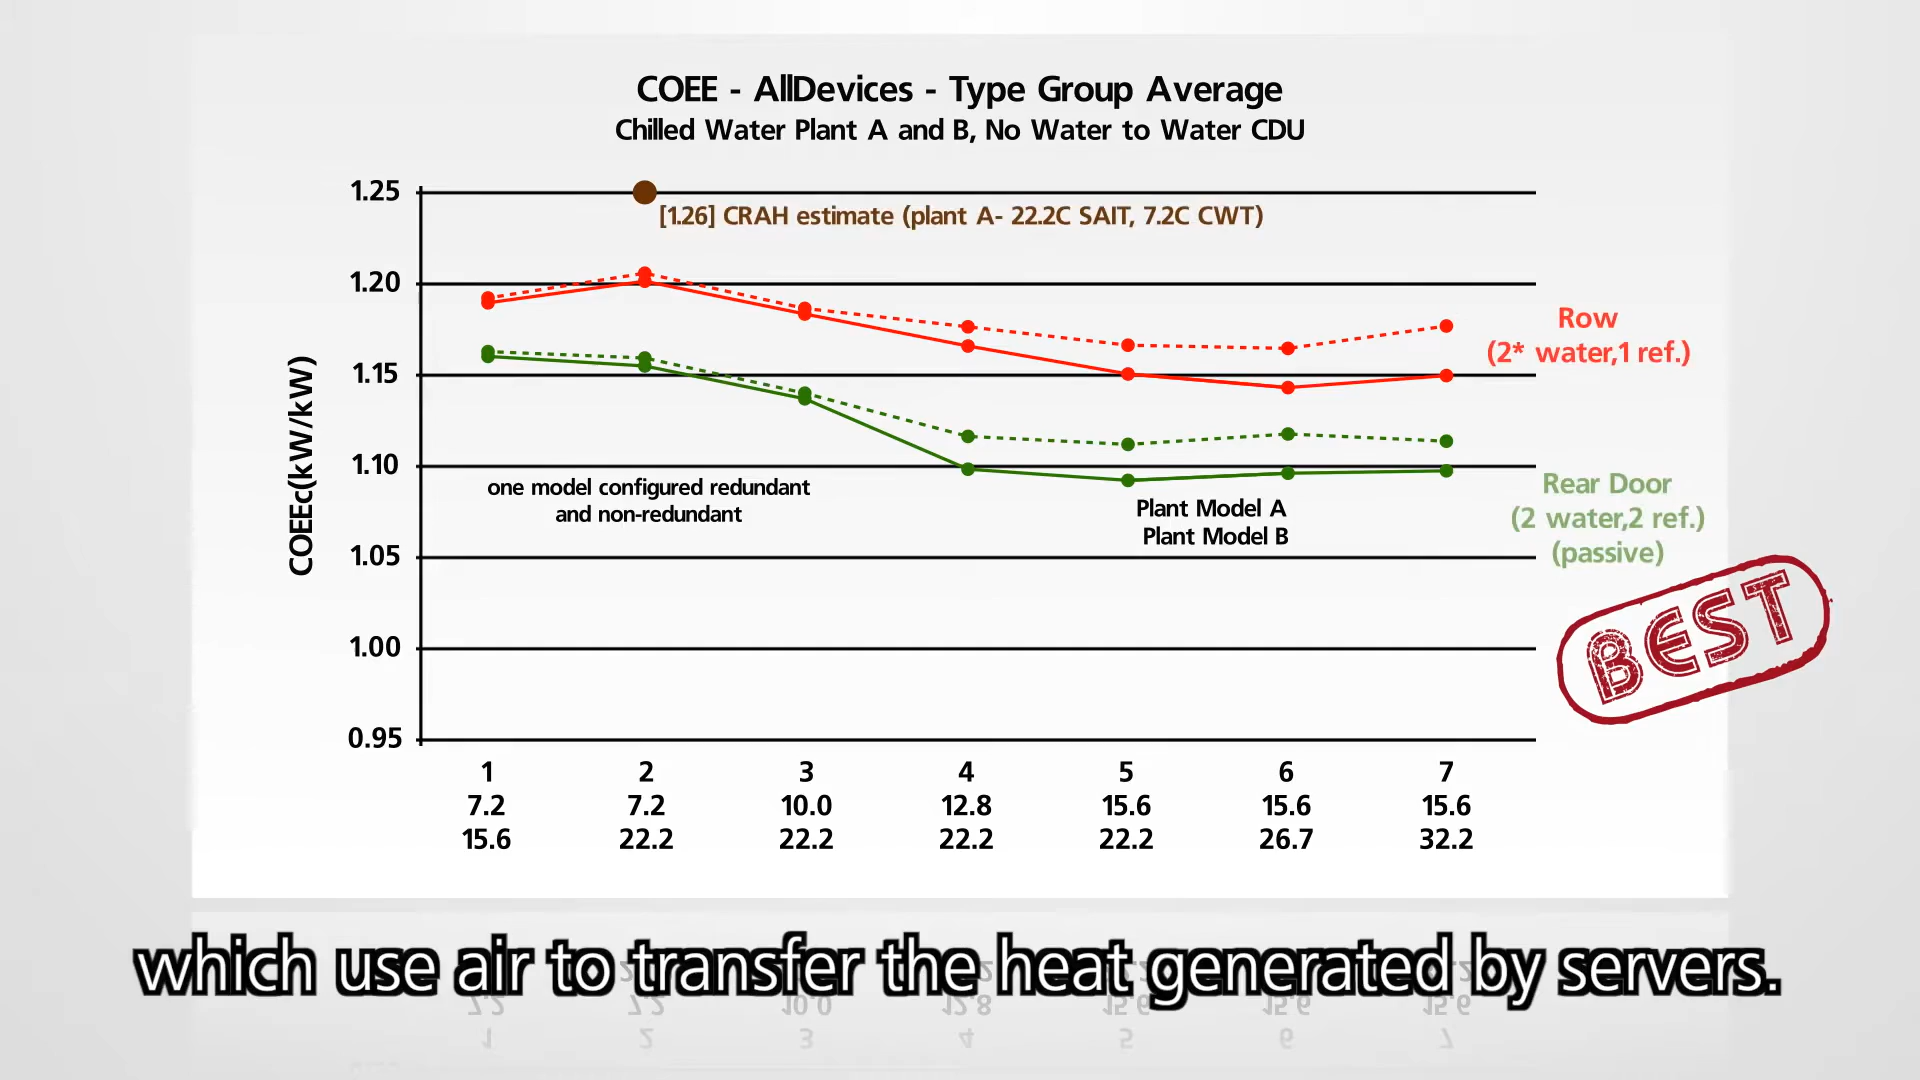 COEE - AllDevices - Type Group Average
Chilled Water Plant A and B, No Water to Water CDU
1.25
[1.26] CRAH estimate (plant A- 22.2C SAIT, 7.2C CWT)
1.20
Row
(2* water,1 ref.)
1.15
COEEc(kW/kW)
1.10
one model configured redundant
and non-redundant
Plant Model A
Plant Model B
Rear Door
(2 water,2 ref.)
(passive)
1.05
BEST
1.00
0.95
1 2 3 4 5 6 7
7.2 7.2 10.0 12.8 15.6 15.6 15.6
15.6 22.2 22.2 22.2 22.2 26.7 32.2
which use air to transfer the heat generated by servers.